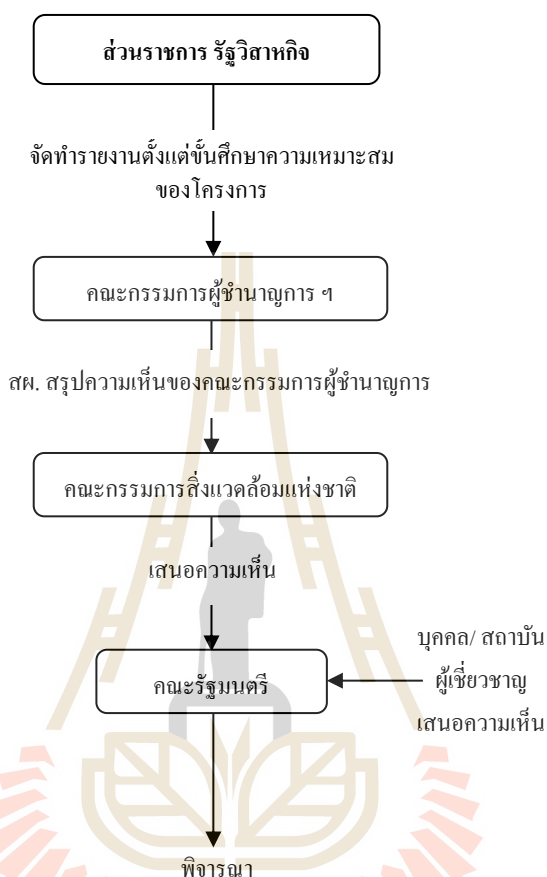 ส่วนราชการ รัฐวิสาหกิจ
จัดทำรายงานตั้งแต่ขั้นศึกษาความเหมาะสม
ของโครงการ
คณะกรรมการผู้ชำนาญการ ฯ
สผ. สรุปความเห็นของคณะกรรมการผู้ชำนาญการ
คณะกรรมการสิ่งแวดล้อมแห่งชาติ
เสนอความเห็น
คณะรัฐมนตรี
บุคคล/ สถาบัน
ผู้เชี่ยวชาญ
เสนอความเห็น
พิจารณา